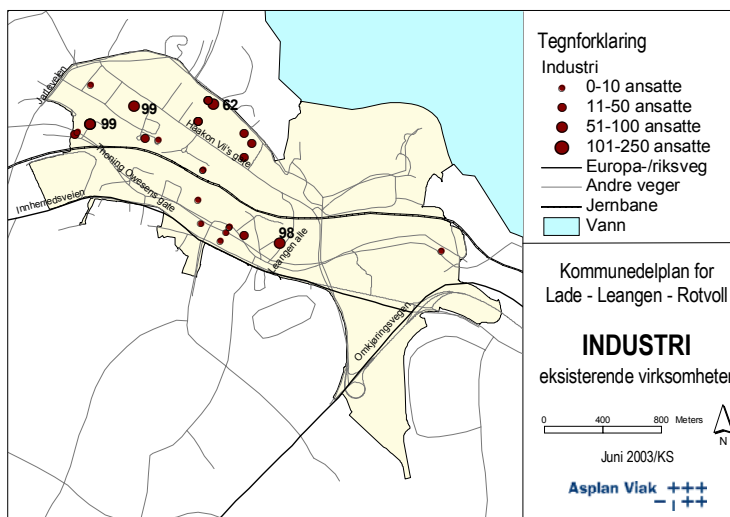 Tegnforklaring
Industri
0-10 ansatte
11-50 ansatte
51-100 ansatte
101-250 ansatte
Europa-/riksveg
Andre veger
Jernbane
Vann
Kommunedelplan for
Lade - Leangen - Rotvoll
INDUSTRI
eksisterende virksomheter
0 400 800 Meters
N
Juni 2003/KS
Asplan Viak
Jarleveien
99
99
62
Haakon VII's gate
Thoning Owesens gate
Innherredsveien
98
Leangen alle
Omkjøringsvegen